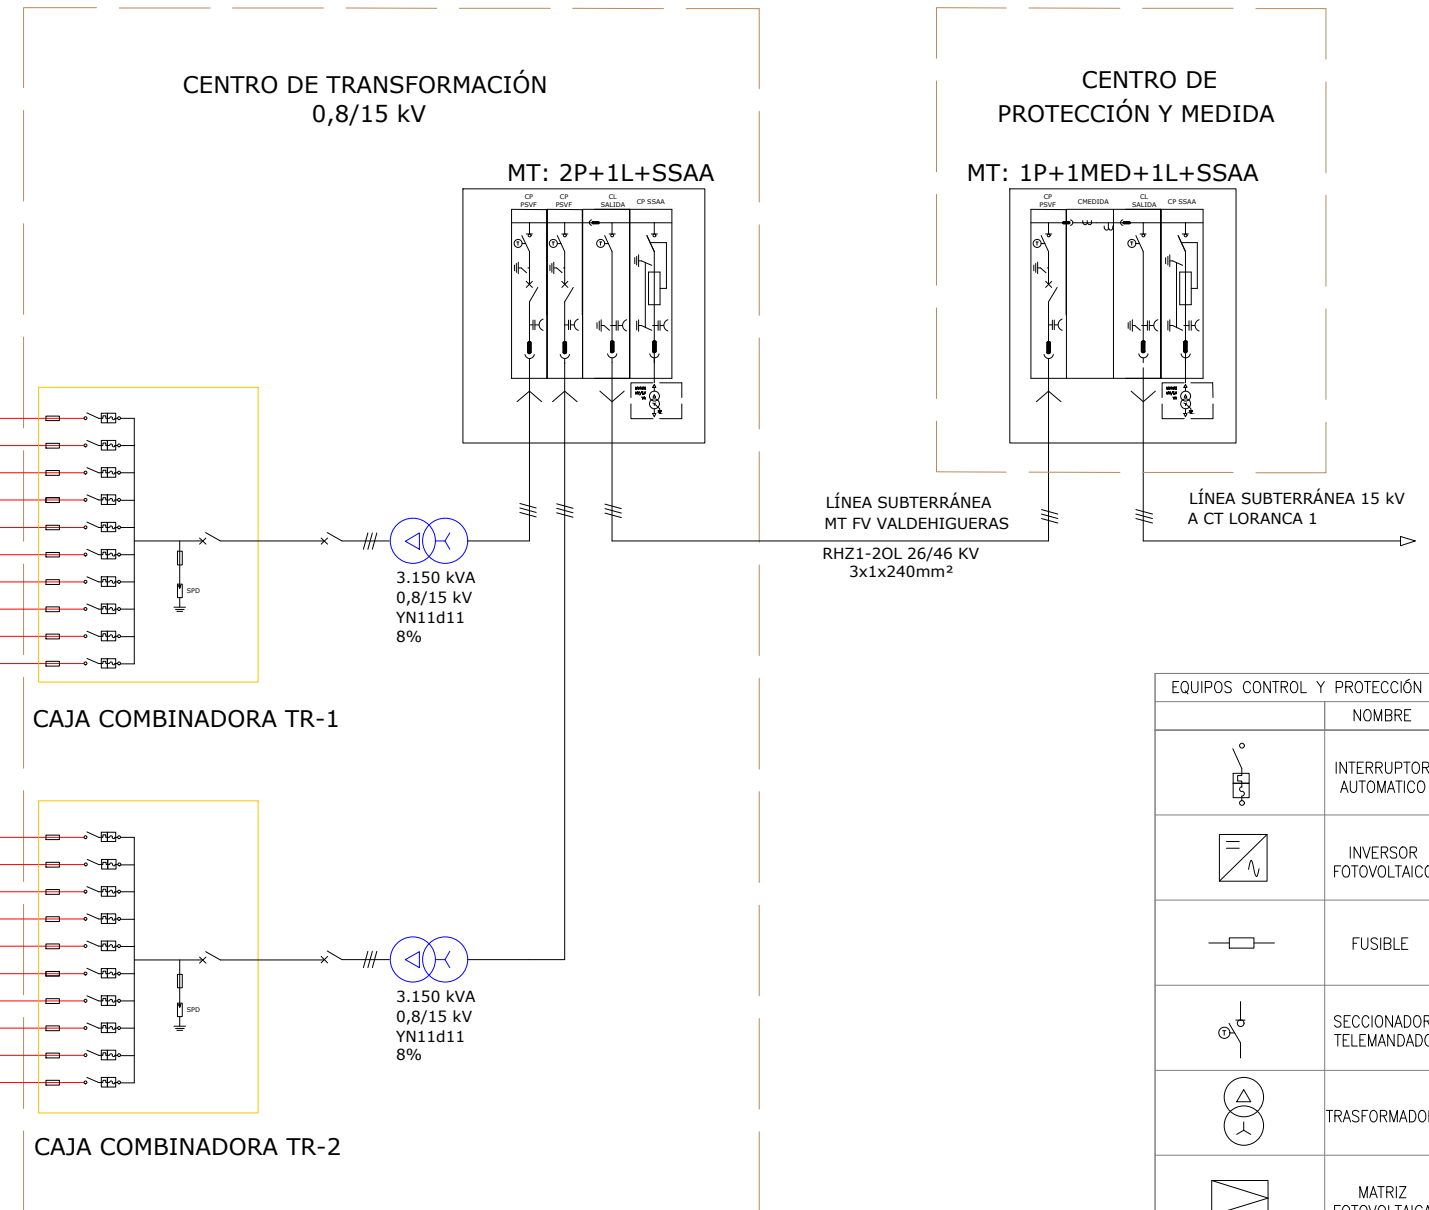 CENTRO DE TRANSFORMACIÓN
0,8/15 kV
MT: 2P+1L+SSAA
CP
PSVF
CP
PSVF
CL
SALIDA
CP SSAA
CENTRO DE
PROTECCIÓN Y MEDIDA
MT: 1P+1MED+1L+SSAA
CP
PSVF
CMEDIDA
CL
SALIDA
CP SSAA
LÍNEA SUBTERRÁNEA
MT FV VALDEHIGUERAS
RHZ1-2OL 26/46 KV
3x1x240mm²
LÍNEA SUBTERRÁNEA 15 kV
A CT LORANCA 1
SPD
3.150 kVA
0,8/15 kV
YN11d11
8%
CAJA COMBINADORA TR-1
SPD
3.150 kVA
0,8/15 kV
YN11d11
8%
CAJA COMBINADORA TR-2
EQUIPOS CONTROL Y PROTECCIÓN
NOMBRE
INTERRUPTOR
AUTOMATICO
INVERSOR
FOTOVOLTAICO
FUSIBLE
SECCIONADOR
TELEMANDADO
TRASFORMADOR
MATRIZ
FOTOVOLTAICA